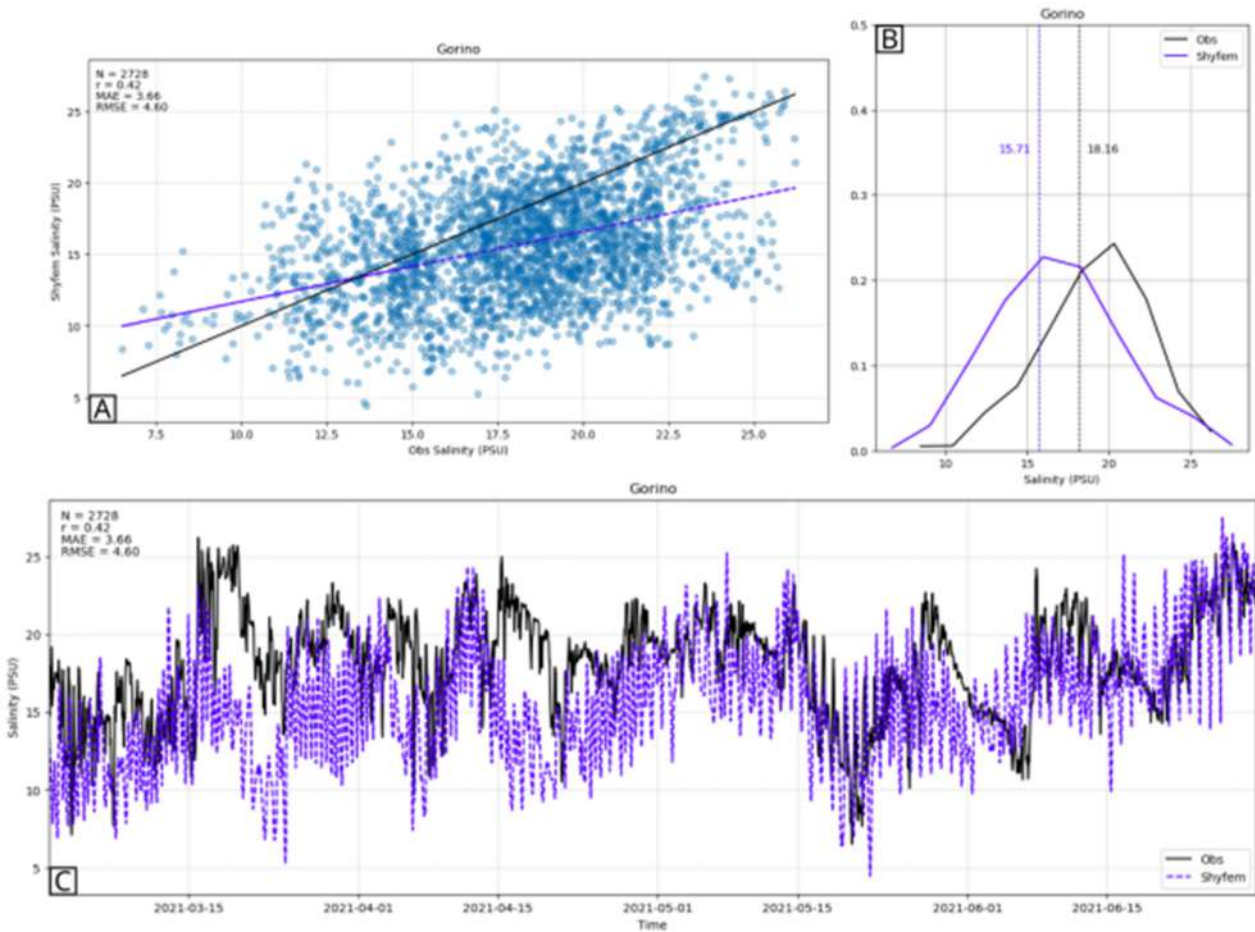 Gorino
N = 2728
r = 0.42
MAE = 3.66
RMSE = 4.60
25
20
15
10
5
7.5 10.0 12.5 15.0 17.5 20.0 22.5 25.0
Shyfem Salinity (PSU)
Obs Salinity (PSU)
A
Gorino
B
Obs
Shyfem
0.5
0.4
0.3
0.2
0.1
0.0
15.71 18.16
10 15 20 25
Salinity (PSU)
Gorino
N = 2728
r = 0.42
MAE = 3.66
RMSE = 4.60
25
20
15
10
5
Salinity (PSU)
C
Obs
Shyfem
2021-03-15 2021-04-01 2021-04-15 2021-05-01 2021-05-15 2021-06-01 2021-06-15
Time